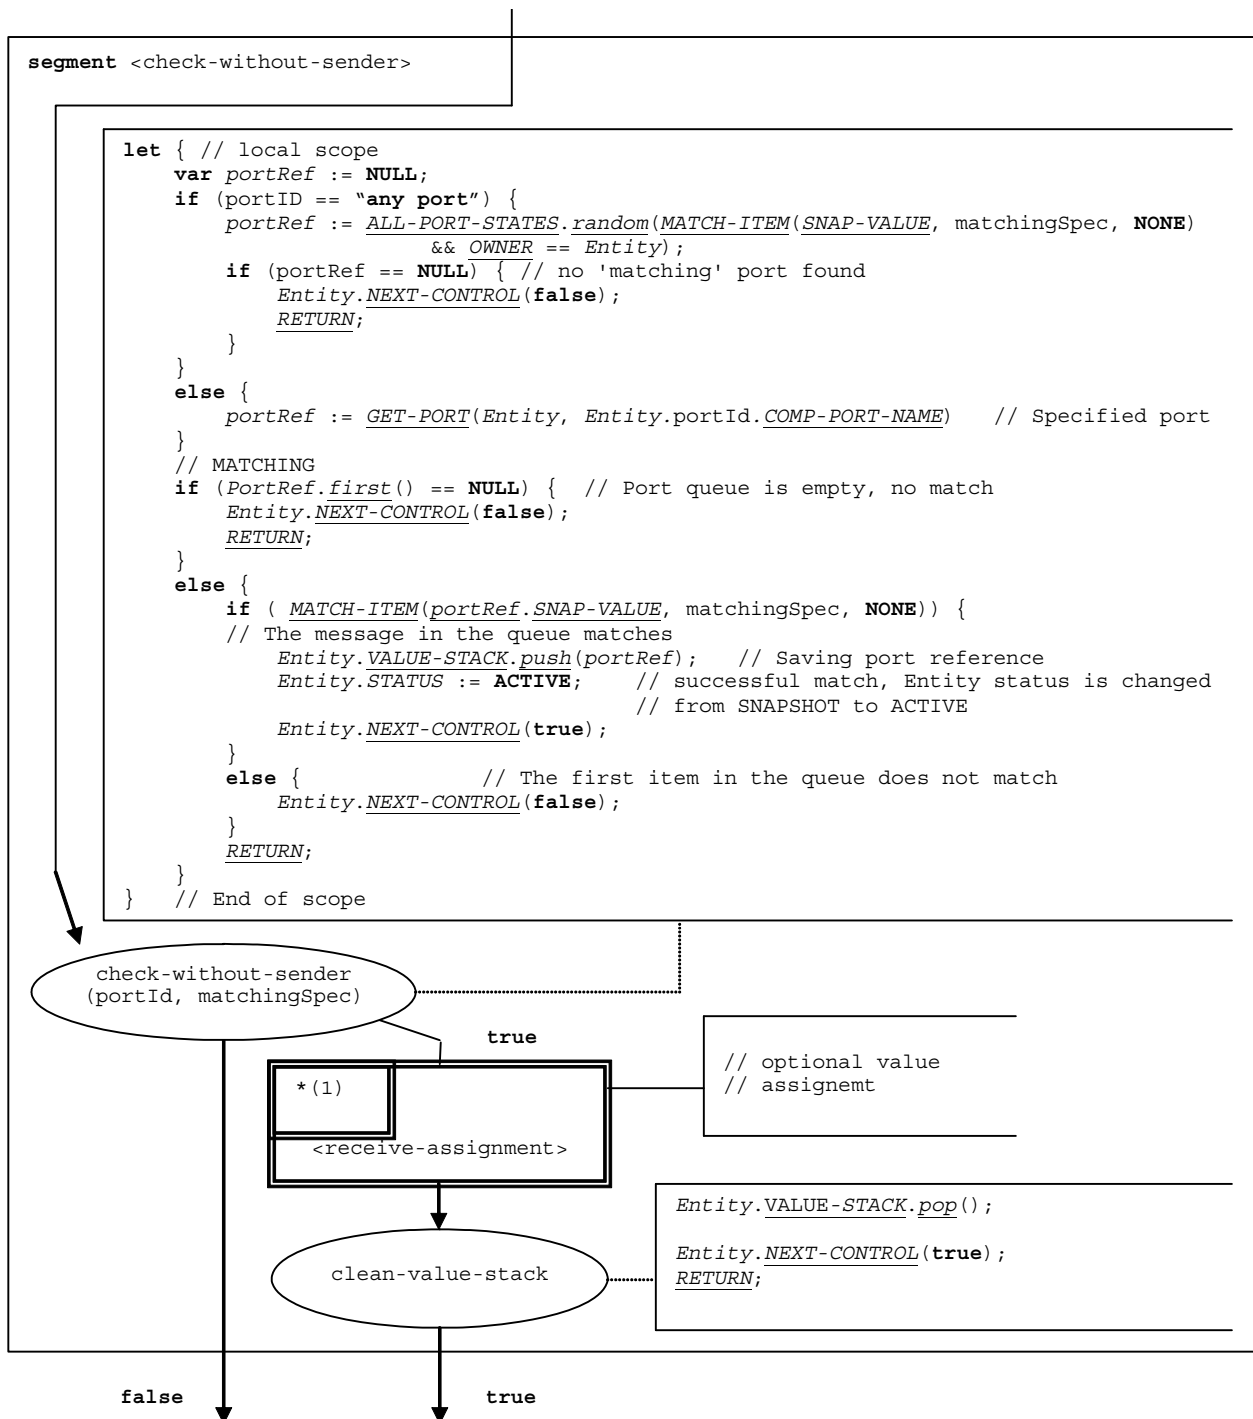 segment <check-without-sender>
let { // local scope
var portRef := NULL;
if (portID == “any port”) {
portRef := ALL-PORT-STATES.random(MATCH-ITEM(SNAP-VALUE, matchingSpec, NONE)
&& OWNER == Entity);
if (portRef == NULL) { // no 'matching' port found
Entity.NEXT-CONTROL(false);
RETURN;
}
}
else {
portRef := GET-PORT(Entity, Entity.portId.COMP-PORT-NAME) // Specified port
}
// MATCHING
if (PortRef.first() == NULL) { // Port queue is empty, no match
Entity.NEXT-CONTROL(false);
RETURN;
}
else {
if ( MATCH-ITEM(portRef.SNAP-VALUE, matchingSpec, NONE)) {
// The message in the queue matches
Entity.VALUE-STACK.push(portRef); // Saving port reference
Entity.STATUS := ACTIVE; // successful match, Entity status is changed
// from SNAPSHOT to ACTIVE
Entity.NEXT-CONTROL(true);
}
else { // The first item in the queue does not match
Entity.NEXT-CONTROL(false);
}
RETURN;
}
} // End of scope
check-without-sender
(portId, matchingSpec)
true
// optional value
// assignemt
*(1)
<receive-assignment>
Entity.VALUE-STACK.pop();
Entity.NEXT-CONTROL(true);
RETURN;
clean-value-stack
false
true